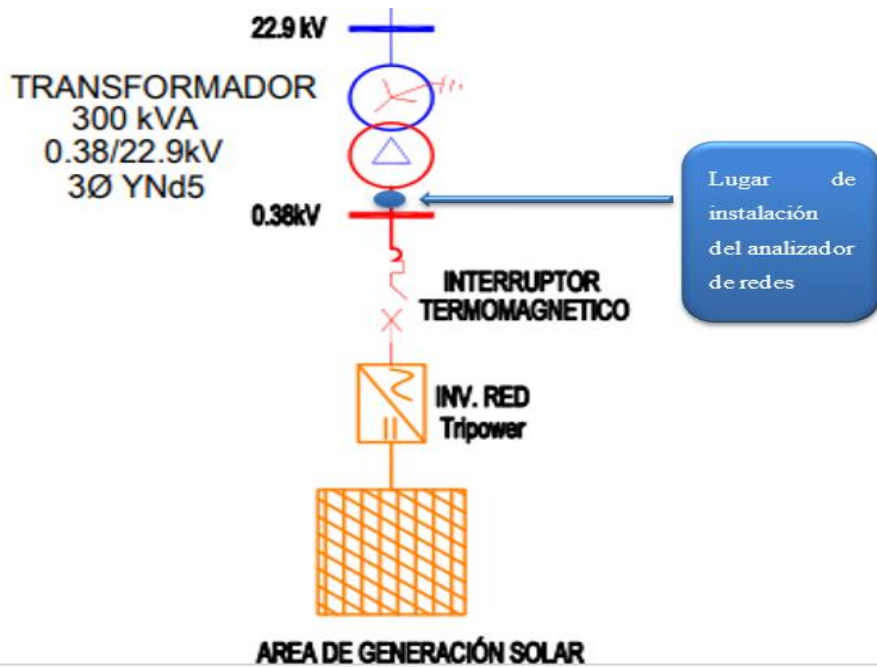 22.9 kV
TRANSFORMADOR
300 kVA
0.38/22.9kV
3Ø YNd5
0.38kV
Lugar de
instalación
del analizador
de redes
INTERRUPTOR
TERMOMAGNETICO
INV. RED
Tripower
AREA DE GENERACIÓN SOLAR